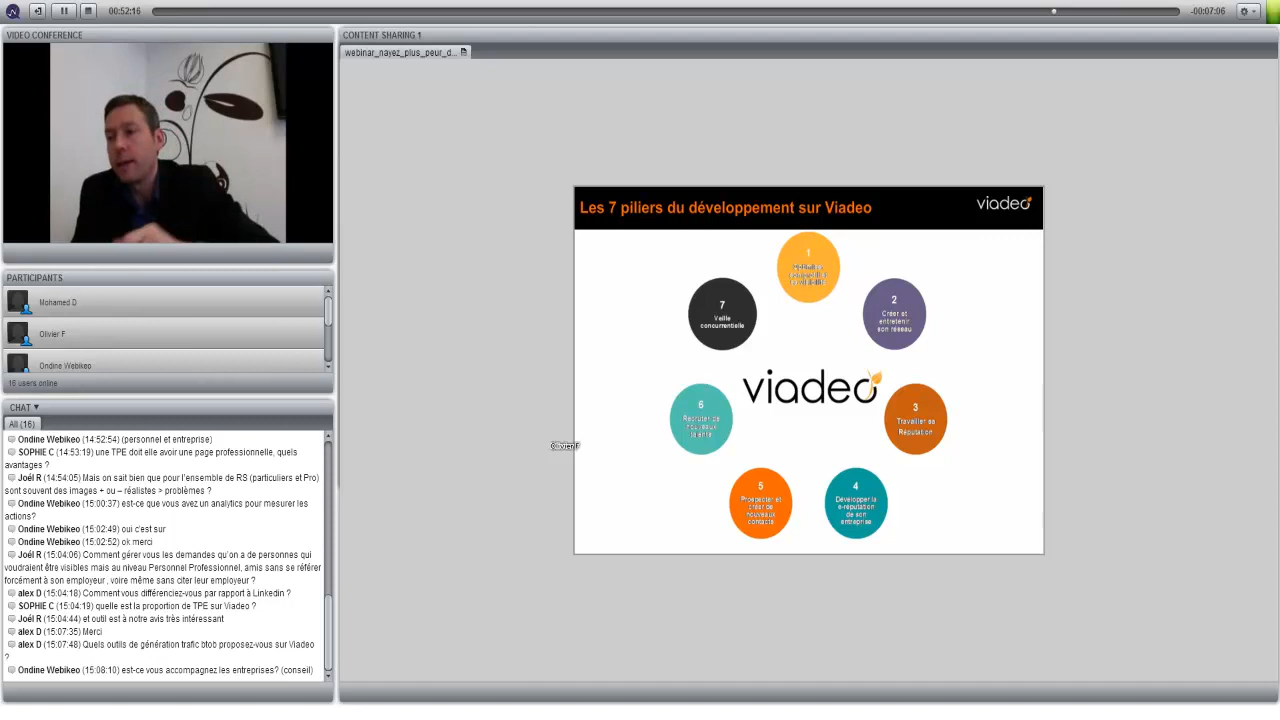 00:52:16
-00:07:06
VIDEO CONFERENCE
CONTENT SHARING 1
webinar_nayez_plus_peur_d...
PARTICIPANTS
Mohamed D
Olivier F
Ondine Webikeo
16 users online
CHAT
All (16)
Ondine Webikeo (14:52:54) (personnel et entreprise)
SOPHIE C (14:53:19) une TPE doit elle avoir une page professionnelle, quels
avantages ?
Joël R (14:54:05) Mais on sait bien que pour l'ensemble de RS (particuliers et Pro)
sont souvent des images + ou – réalistes > problèmes ?
Ondine Webikeo (15:00:37) est-ce que vous avez un analytics pour mesurer les
actions?
Ondine Webikeo (15:02:49) oui c'est sur
Ondine Webikeo (15:02:52) ok merci
Joël R (15:04:06) Comment gérer vous les demandes qu'on a de personnes qui
voudraient être visibles mais au niveau Personnel Professionnel, amis sans se référer
forcément à son employeur , voire même sans citer leur employeur ?
alex D (15:04:18) Comment vous différenciez-vous par rapport à Linkedin ?
SOPHIE C (15:04:19) quelle est la proportion de TPE sur Viadeo ?
Joël R (15:04:44) et outil est à notre avis très intéressant
alex D (15:07:35) Merci
alex D (15:07:48) Quels outils de génération trafic btob proposez-vous sur Viadeo
?
Ondine Webikeo (15:08:10) est-ce vous accompagnez les entreprises? (conseil)
Les 7 piliers du développement sur Viadeo
viadeo
1
Optimiser
2
Créer et
entretenir
son réseau
7
Veille
concurrentielle
viadeo
6
Recruter de
nouveaux
talents
3
Travailler sa
Réputation
Olivier F
5
Prospecter et
créer de
nouveaux
contacts
4
Développer la
e-réputation
de son
entreprise